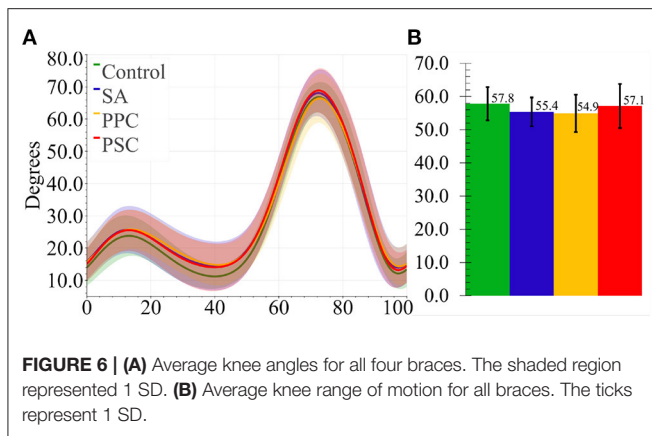 A
B
80.0
70.0
60.0
50.0
40.0
30.0
20.0
10.0
Degrees
Control
SA
PPC
PSC
0
20
40
60
80
100
70.0
60.0
50.0
40.0
30.0
20.0
10.0
0.0
57.8
55.4
54.9
57.1
FIGURE 6 | (A) Average knee angles for all four braces. The shaded region
represented 1 SD. (B) Average knee range of motion for all braces. The ticks
represent 1 SD.